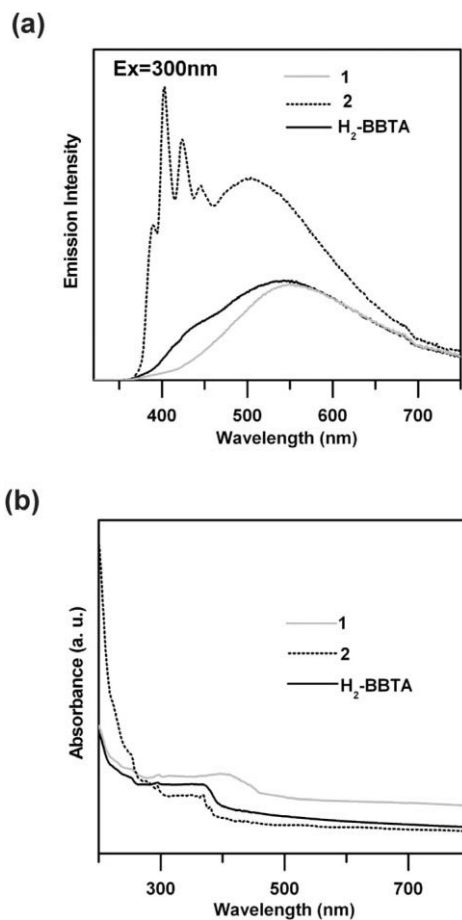 (a)
Ex=300nm
1
2
H₂-BBTA
Emission Intensity
400 500 600 700
Wavelength (nm)
(b)
1
2
H₂-BBTA
Absorbance (a. u.)
300 500 700
Wavelength (nm)